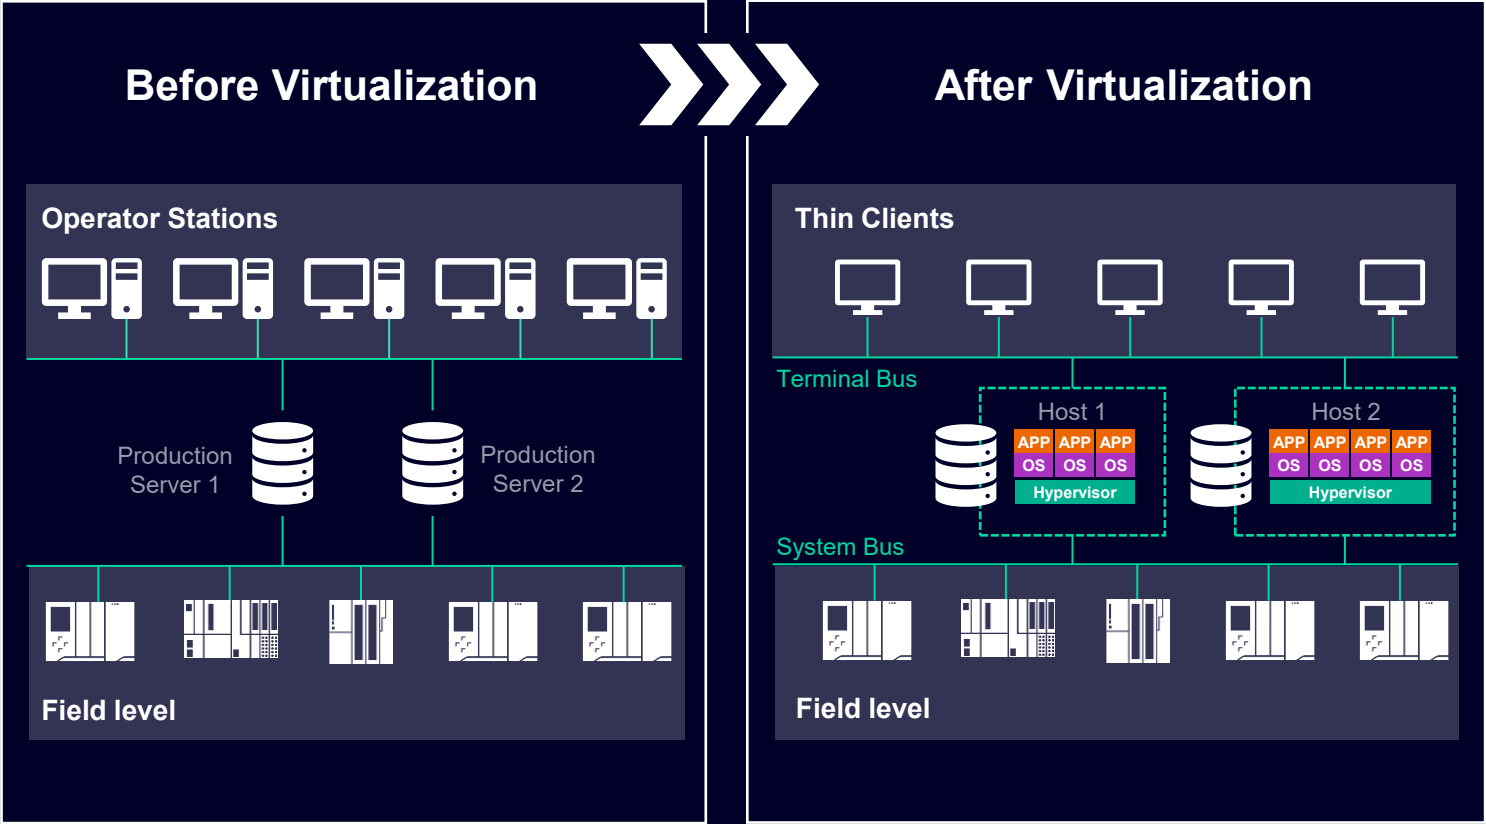 Before Virtualization
Operator Stations
Production
Server 1
Production
Server 2
Field level
After Virtualization
Thin Clients
Terminal Bus
Host 1
APP APP APP
OS OS OS
Hypervisor
Host 2
APP APP APP APP
OS OS OS OS
Hypervisor
System Bus
Field level